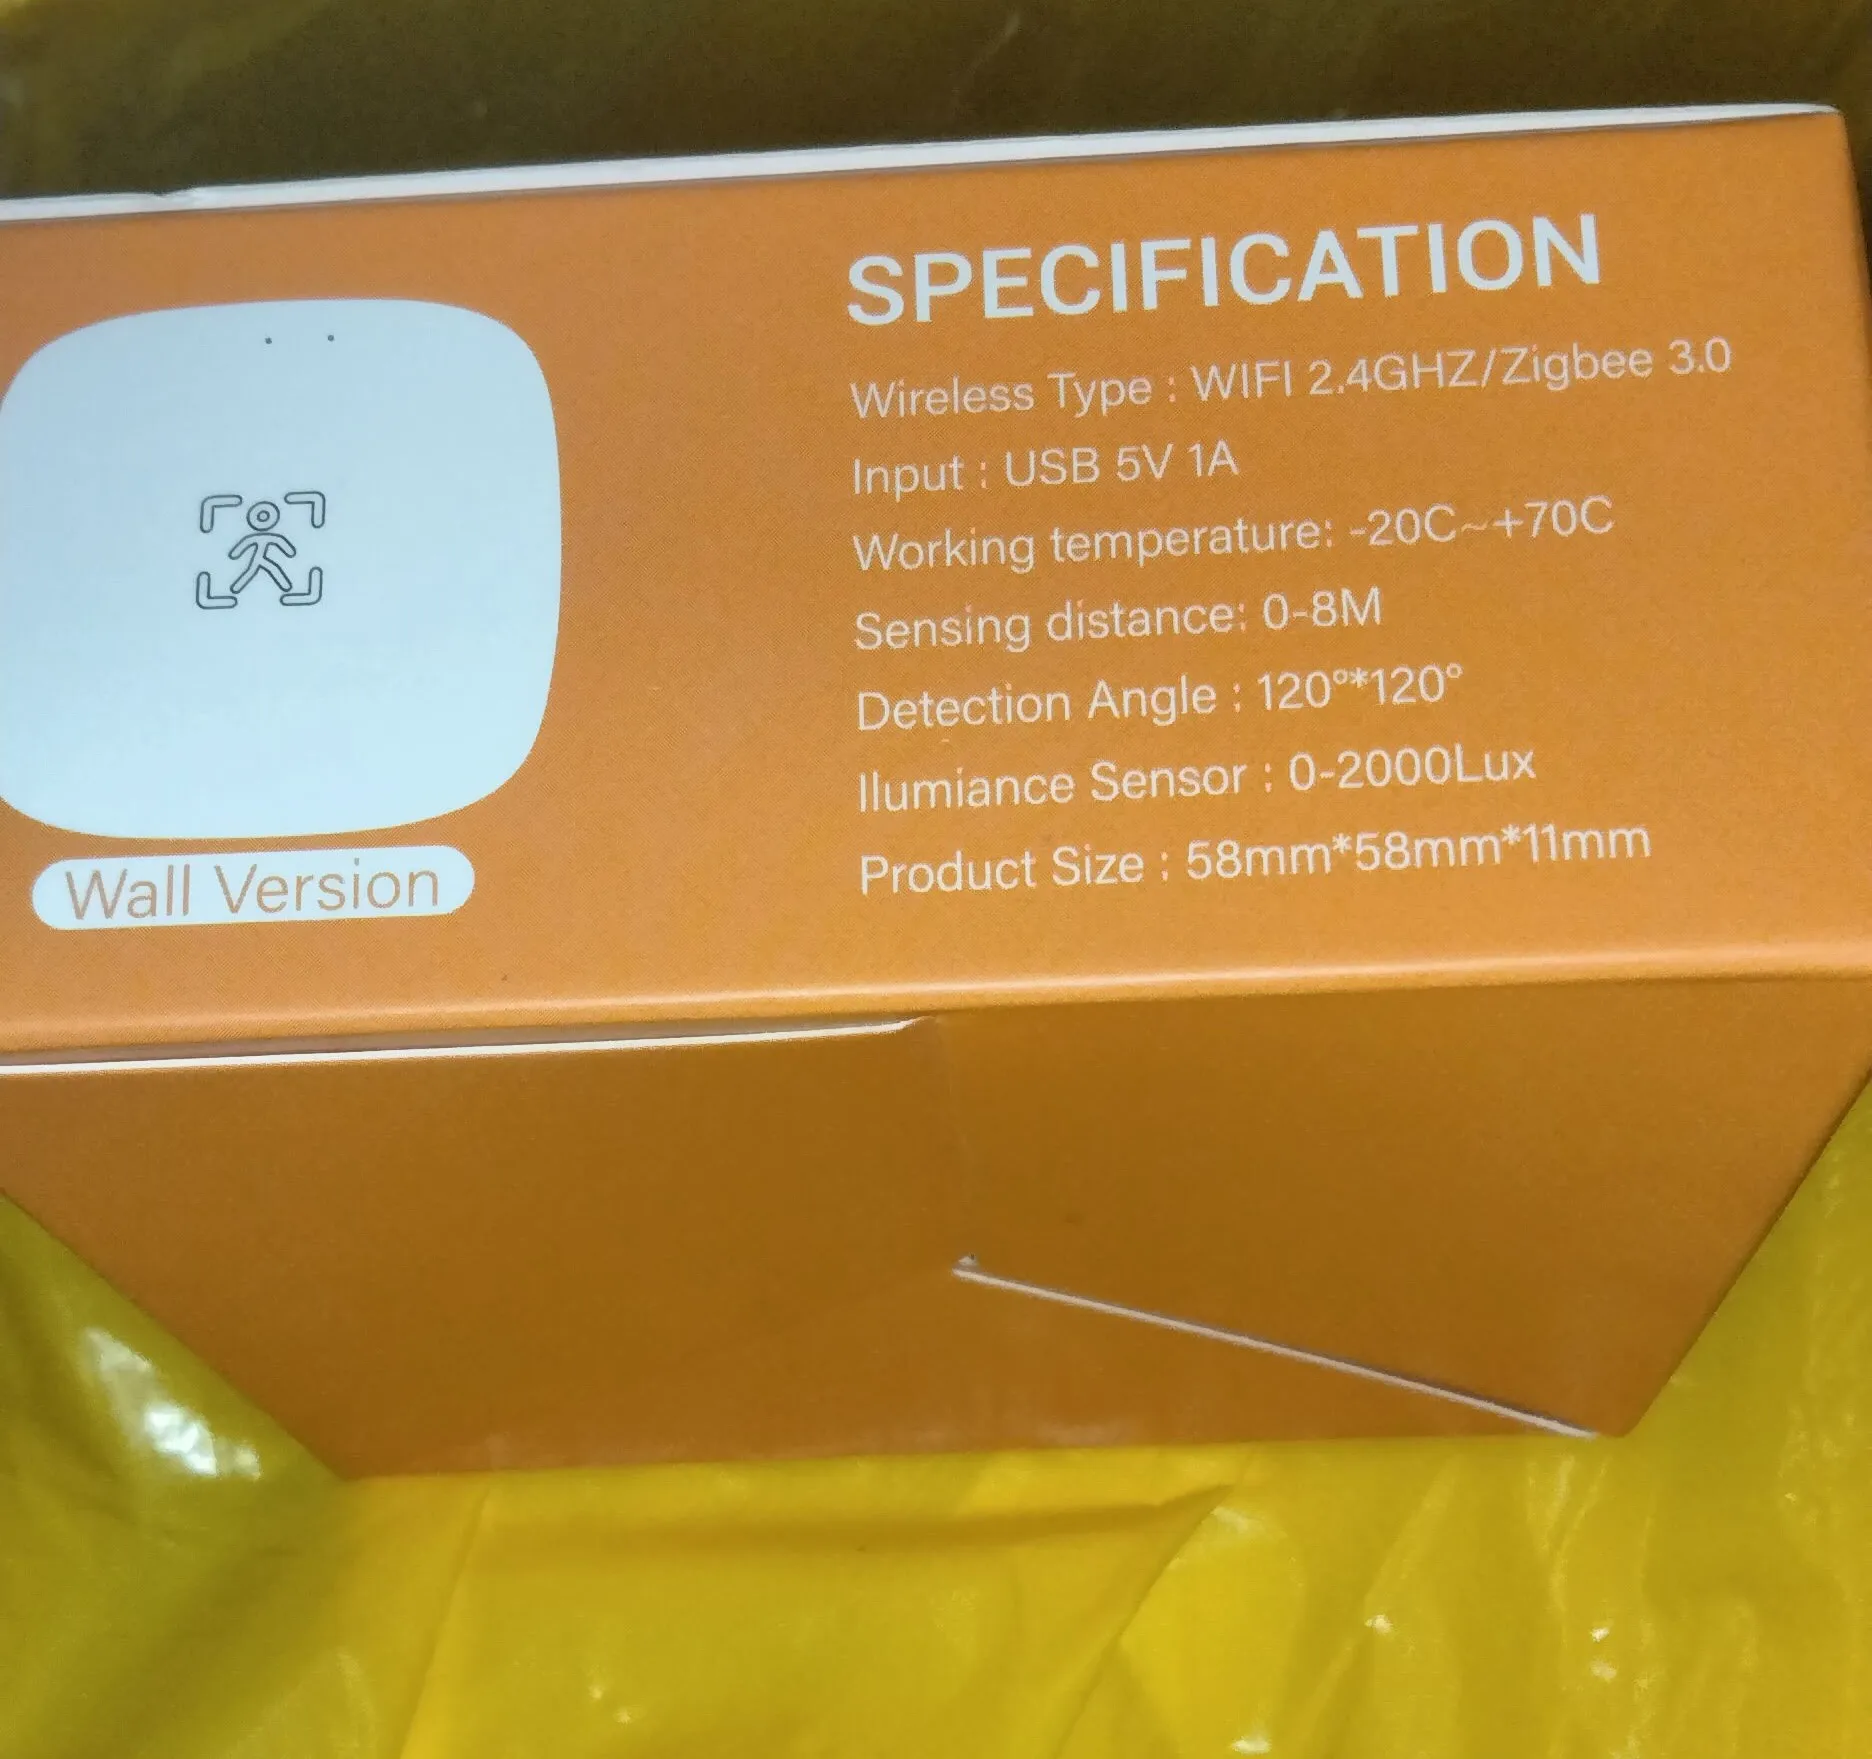 SPECIFICATION
Wireless Type : WIFI 2.4GHZ/Zigbee 3.0
Input : USB 5V 1A
Working temperature: -20C~+70C
Sensing distance: 0-8M
Detection Angle : 120°*120°
Ilumiance Sensor : 0-2000Lux
Product Size : 58mm*58mm*11mm
Wall Version